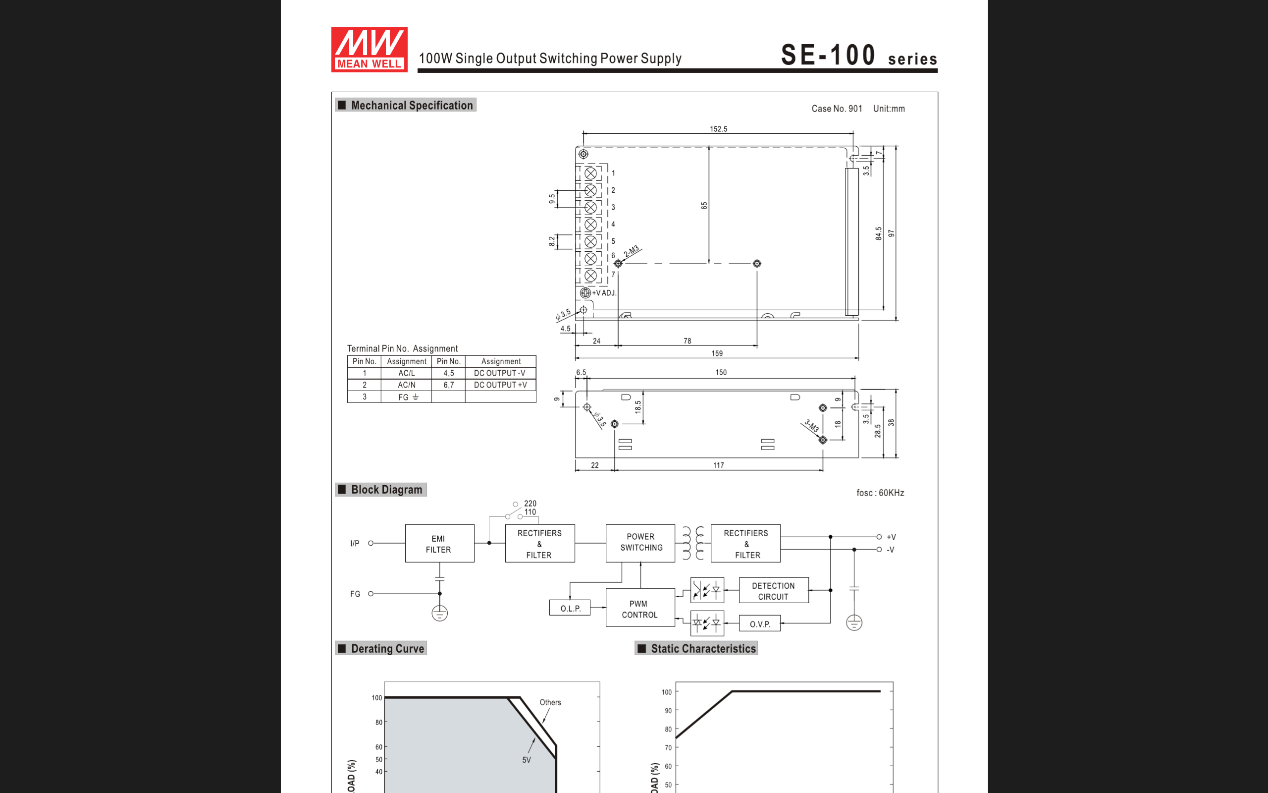 MW
MEAN WELL
100W Single Output Switching Power Supply
SE-100 series
■ Mechanical Specification
Case No. 901 Unit:mm
152.5
7
3.5
1
2
3
4
5
6
7
9.5
8.2
65
2-M3
84.5
97
+V ADJ.
φ3.5
4.5
24
78
159
Terminal Pin No. Assignment
Pin No. Assignment Pin No. Assignment
1 AC/L 4,5 DC OUTPUT -V
2 AC/N 6,7 DC OUTPUT +V
3 FG ⏚
6.5
150
9
18.5
φ3.5
3-M3
9
18
3.5
28.5
38
22
117
■ Block Diagram
fosc : 60KHz
220
110
I/P
EMI
FILTER
RECTIFIERS
&
FILTER
POWER
SWITCHING
RECTIFIERS
&
FILTER
+V
-V
FG
O.L.P.
PWM
CONTROL
DETECTION
CIRCUIT
O.V.P.
■ Derating Curve
■ Static Characteristics
100
80
60
50
40
Others
5V
OAD (%)
100
90
80
70
60
50
OAD (%)